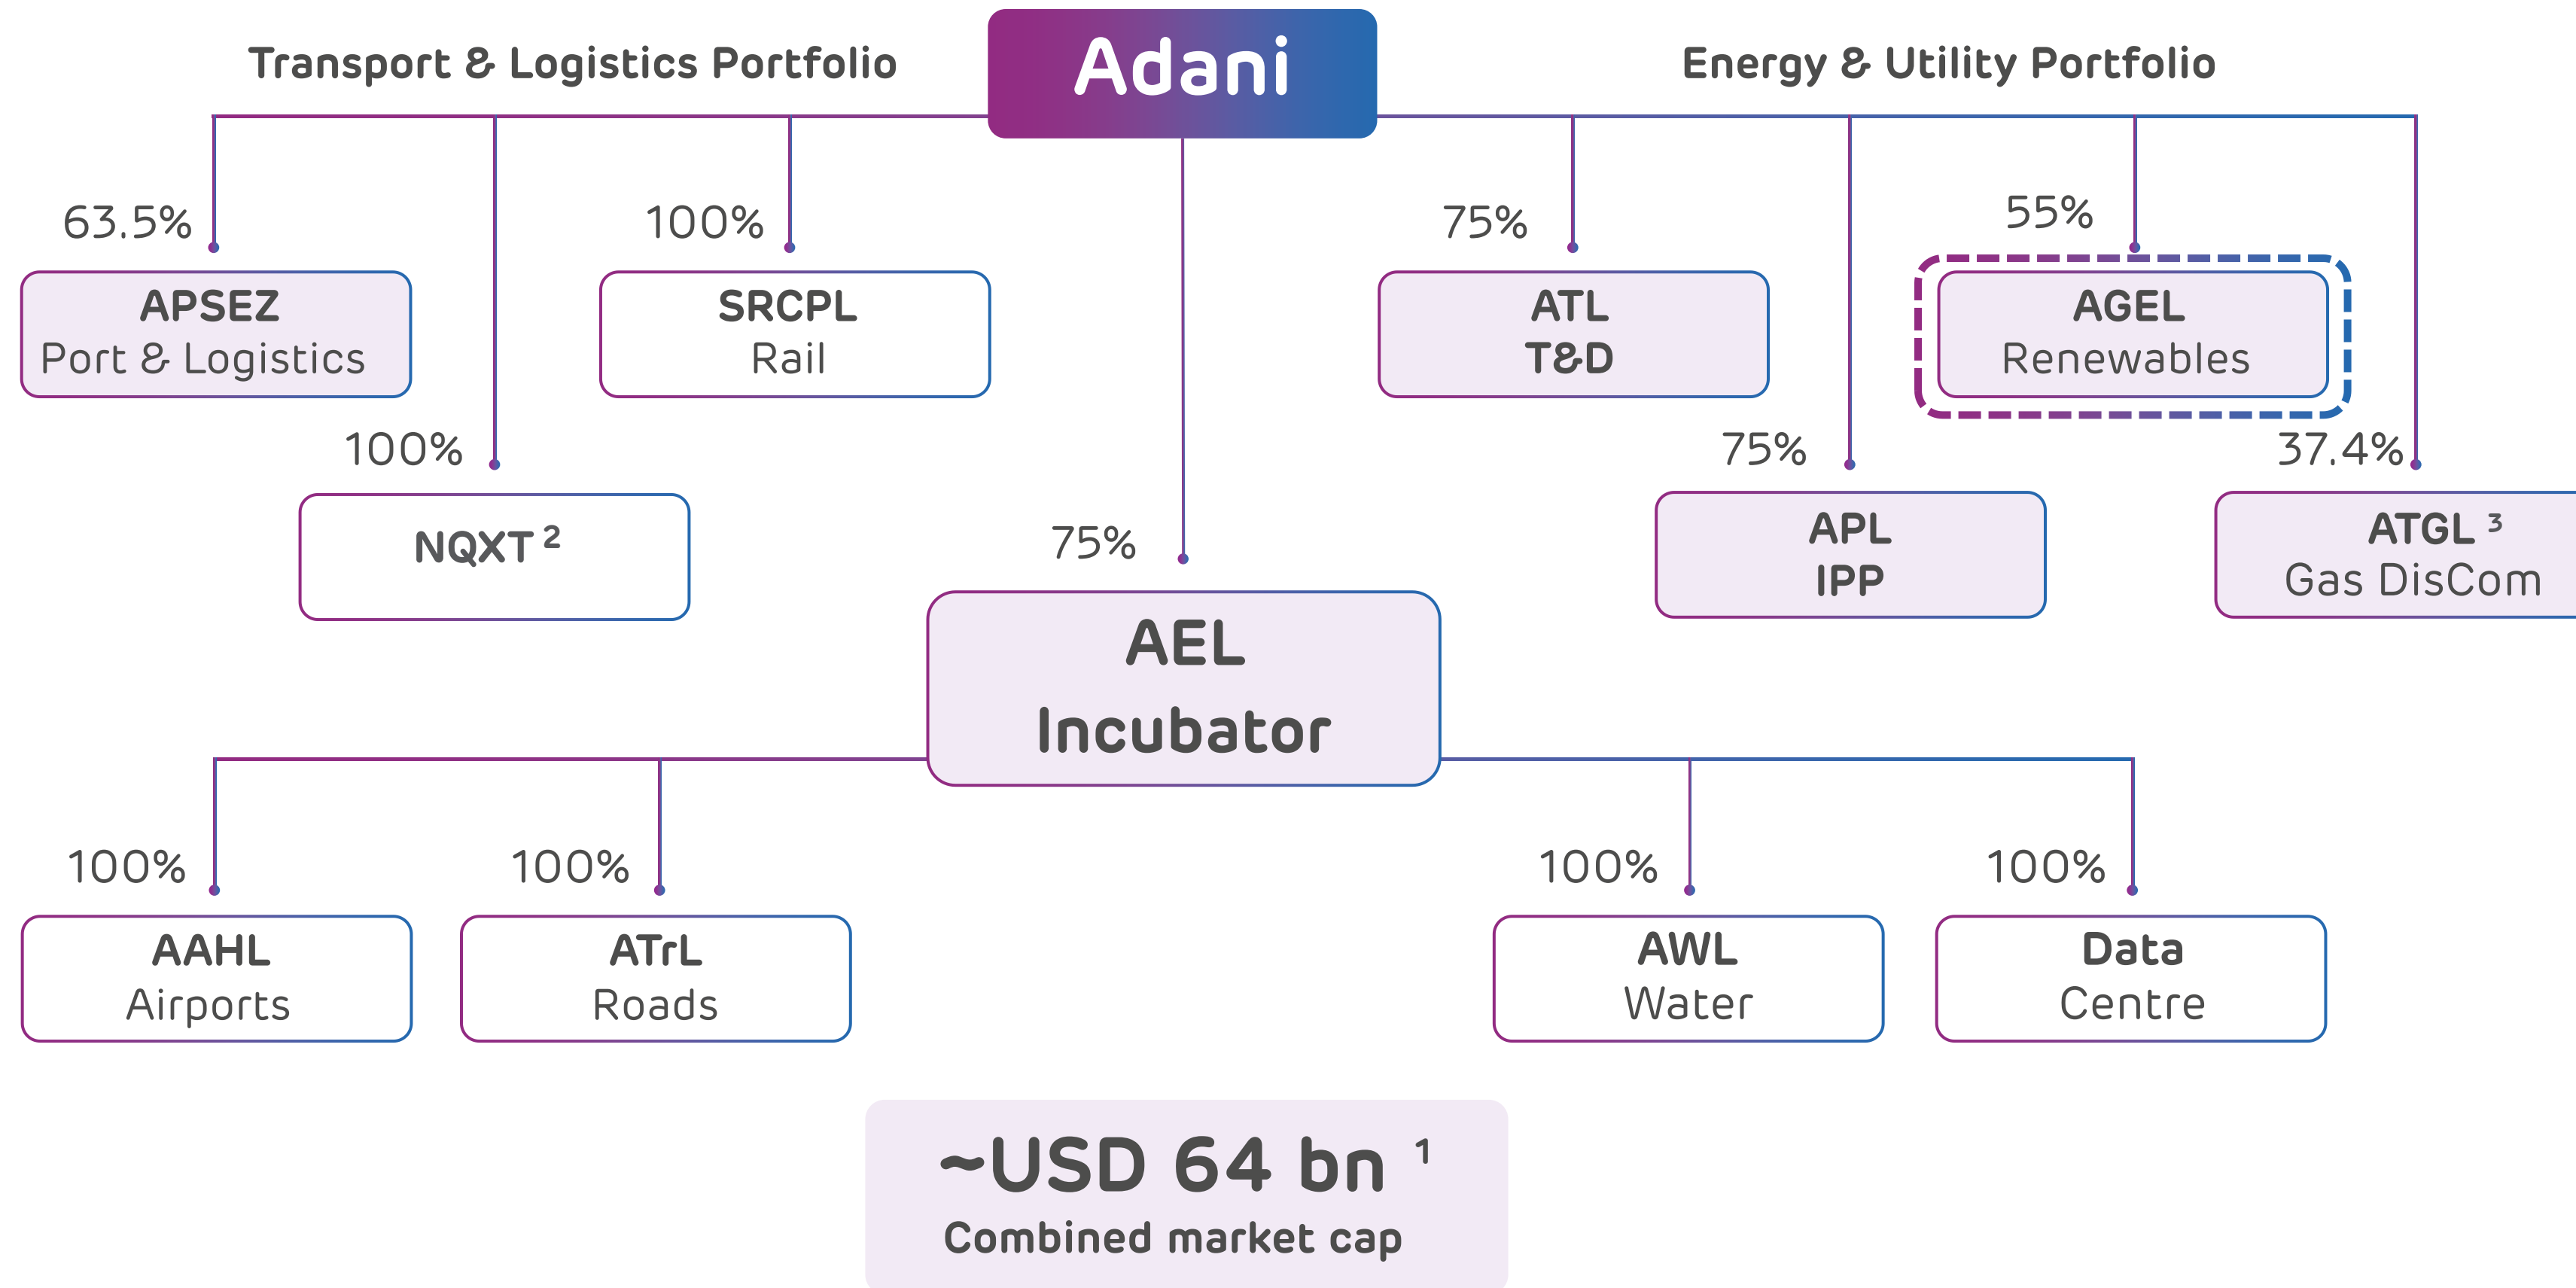 Transport & Logistics Portfolio
Adani
Energy & Utility Portfolio
63.5%
APSEZ
Port & Logistics
100%
NQXT ²
100%
SRCPL
Rail
75%
ATL
T&D
75%
APL
IPP
55%
AGEL
Renewables
37.4%
ATGL ³
Gas DisCom
75%
AEL
Incubator
100%
AAHL
Airports
100%
ATrL
Roads
100%
AWL
Water
100%
Data
Centre
~USD 64 bn ¹
Combined market cap